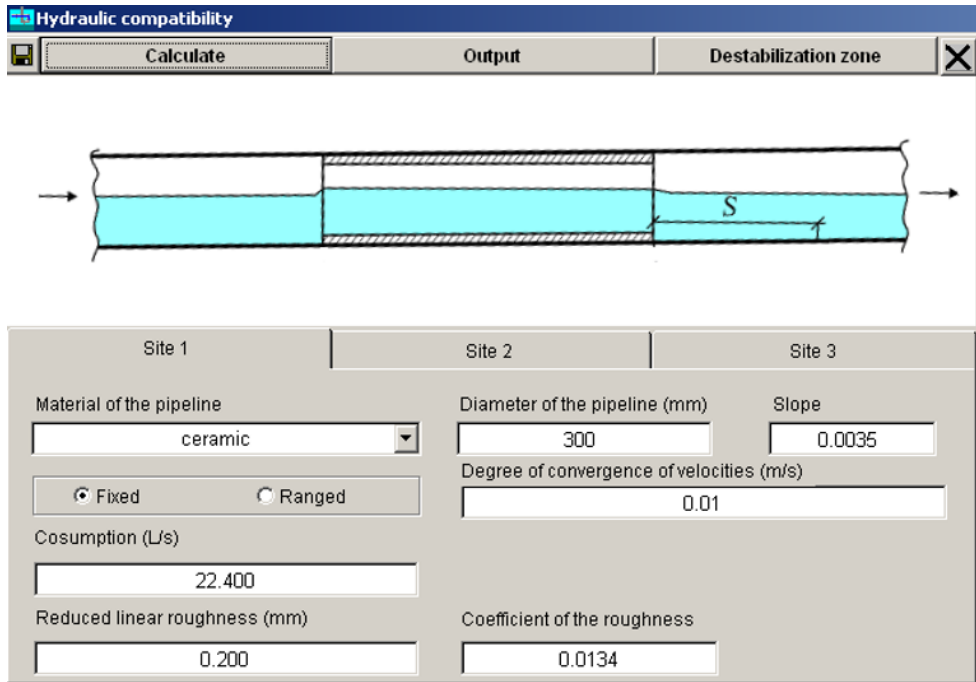 Hydraulic compatibility
Calculate Output Destabilization zone
S
Site 1 Site 2 Site 3
Material of the pipeline Diameter of the pipeline (mm) Slope
ceramic 300 0.0035
Degree of convergence of velocities (m/s)
Fixed Ranged 0.01
Cosumption (L/s)
22.400
Reduced linear roughness (mm) Coefficient of the roughness
0.200 0.0134